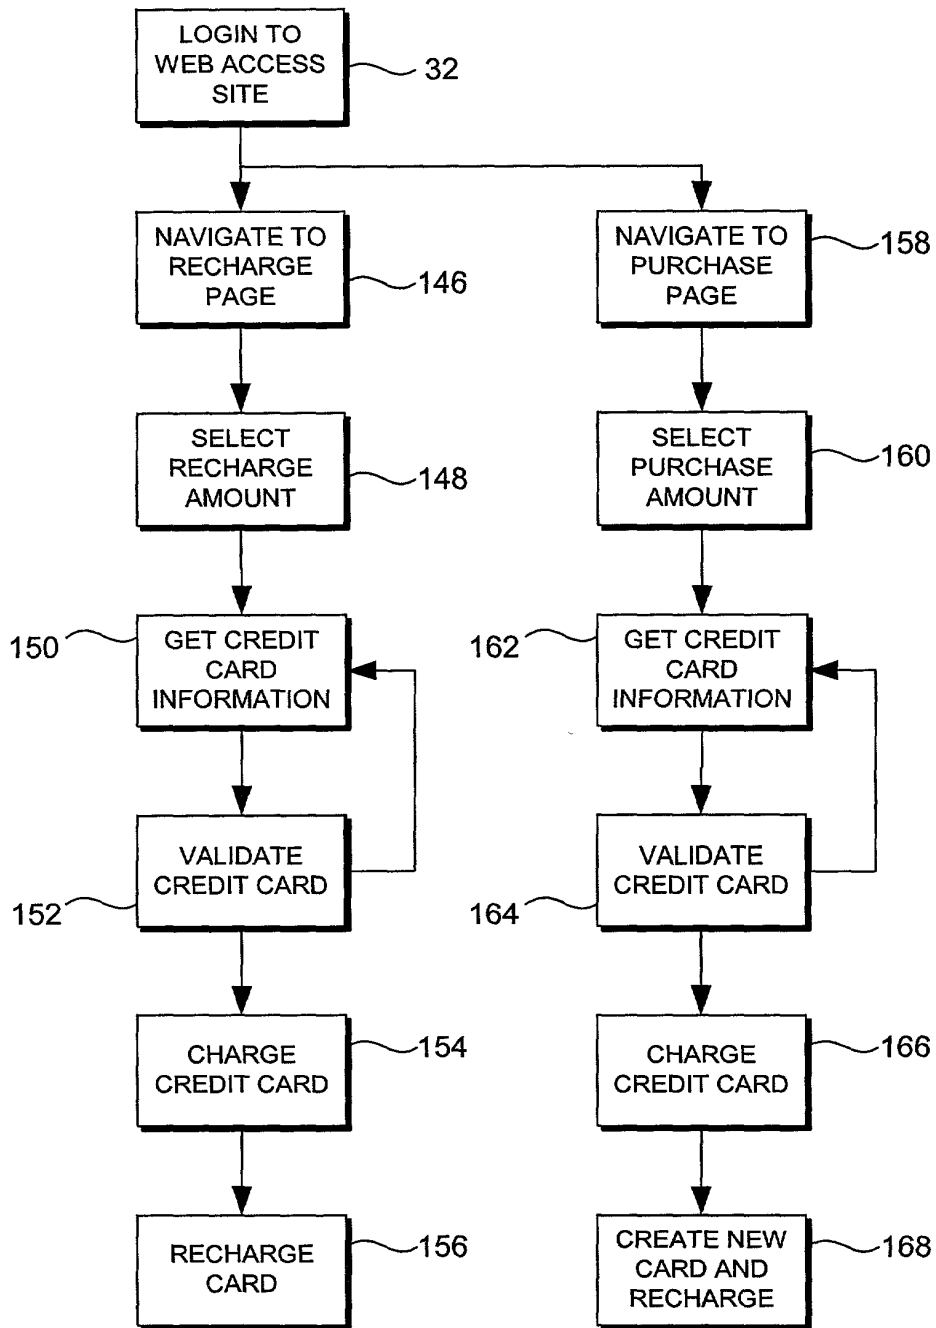 LOGIN TO
WEB ACCESS
SITE
32
NAVIGATE TO
RECHARGE
PAGE
146
SELECT
RECHARGE
AMOUNT
148
150
GET CREDIT
CARD
INFORMATION
152
VALIDATE
CREDIT CARD
CHARGE
CREDIT CARD
154
RECHARGE
CARD
156
NAVIGATE TO
PURCHASE
PAGE
158
SELECT
PURCHASE
AMOUNT
160
162
GET CREDIT
CARD
INFORMATION
164
VALIDATE
CREDIT CARD
CHARGE
CREDIT CARD
166
CREATE NEW
CARD AND
RECHARGE
168